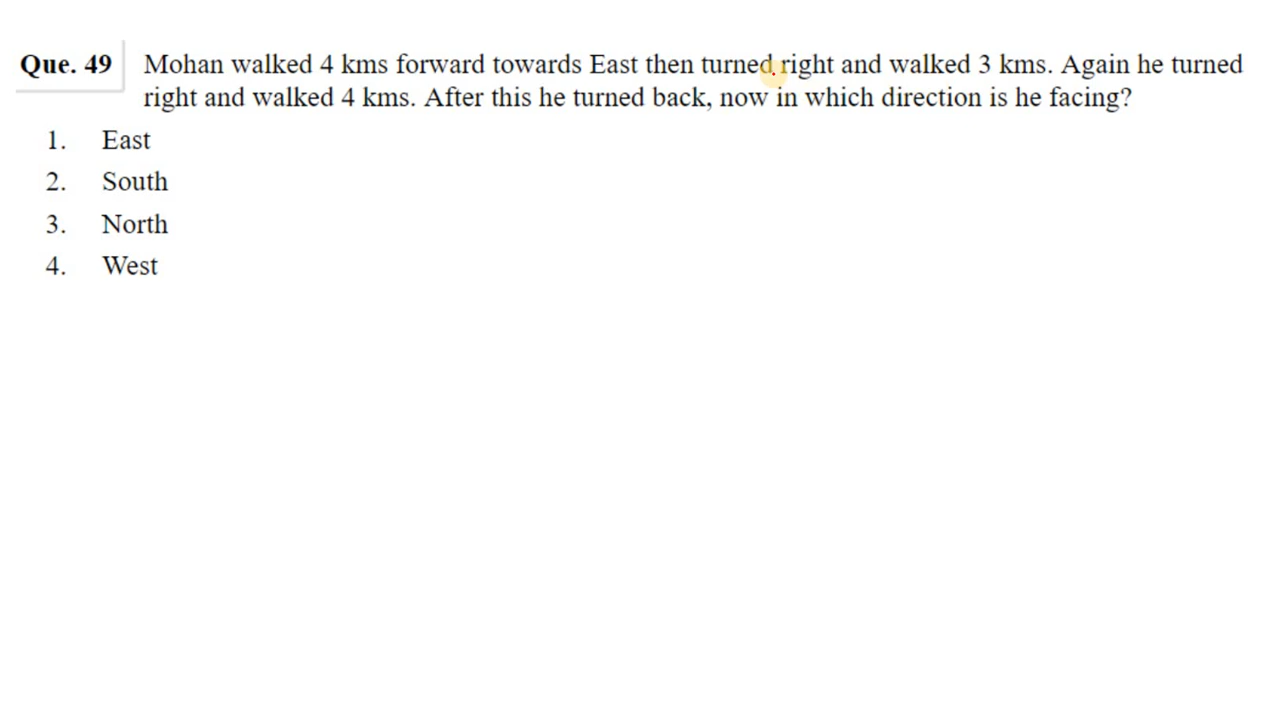 Que. 49 Mohan walked 4 kms forward towards East then turned right and walked 3 kms. Again he turned
right and walked 4 kms. After this he turned back, now in which direction is he facing?
1. East
2. South
3. North
4. West